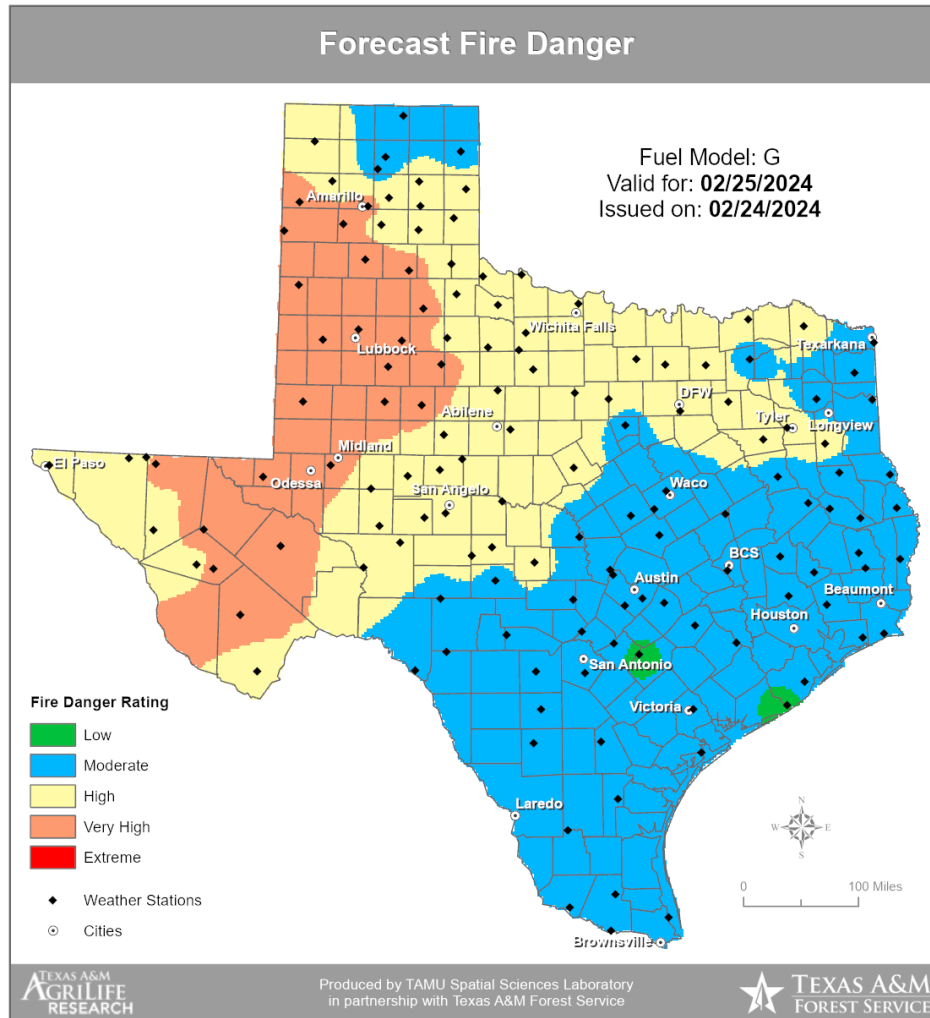 Forecast Fire Danger
Fuel Model: G
Valid for: 02/25/2024
Issued on: 02/24/2024
Amarillo
Wichita Falls
Lubbock
Texarkana
DFW
Abilene
Tyler
Longview
Midland
El Paso
Odessa
San Angelo
Waco
BCS
Austin
Beaumont
Houston
San Antonio
Victoria
Laredo
Brownsville
Fire Danger Rating
Low
Moderate
High
Very High
Extreme
Weather Stations
Cities
N
W E
S
0 100 Miles
TEXAS A&M
AGRILIFE
RESEARCH
Produced by TAMU Spatial Sciences Laboratory
in partnership with Texas A&M Forest Service
TEXAS A&M
FOREST SERVICE